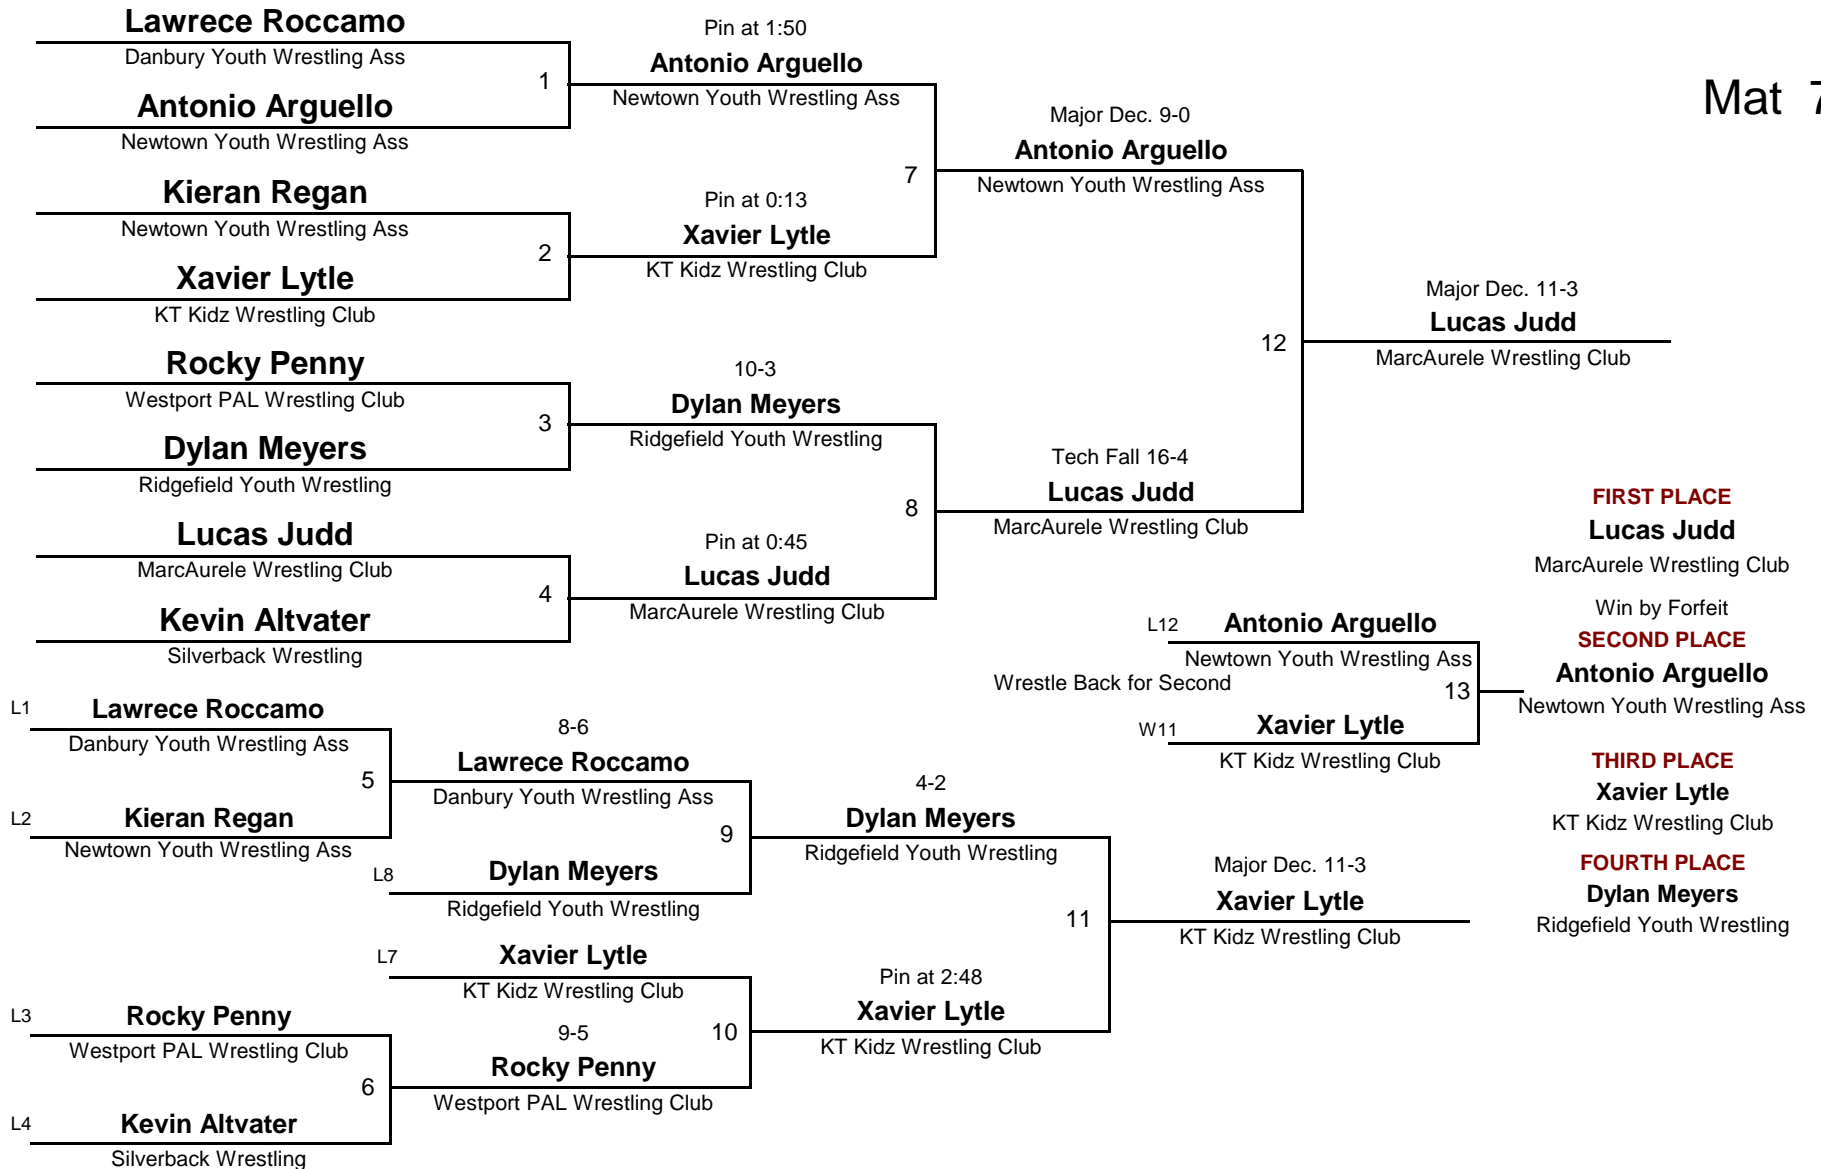 Lawrece Roccamo
Danbury Youth Wrestling Ass
1
Antonio Arguello
Newtown Youth Wrestling Ass
Kieran Regan
Newtown Youth Wrestling Ass
2
Xavier Lytle
KT Kidz Wrestling Club
Rocky Penny
Westport PAL Wrestling Club
3
Dylan Meyers
Ridgefield Youth Wrestling
Lucas Judd
MarcAurele Wrestling Club
4
Kevin Altvater
Silverback Wrestling
Pin at 1:50
Antonio Arguello
Newtown Youth Wrestling Ass
7
Pin at 0:13
Xavier Lytle
KT Kidz Wrestling Club
10-3
Dylan Meyers
Ridgefield Youth Wrestling
8
Pin at 0:45
Lucas Judd
MarcAurele Wrestling Club
Major Dec. 9-0
Antonio Arguello
Newtown Youth Wrestling Ass
12
Tech Fall 16-4
Lucas Judd
MarcAurele Wrestling Club
Mat 7
Major Dec. 11-3
Lucas Judd
MarcAurele Wrestling Club
FIRST PLACE
Lucas Judd
MarcAurele Wrestling Club
L12 Antonio Arguello
Newtown Youth Wrestling Ass
Wrestle Back for Second
13
W11 Xavier Lytle
KT Kidz Wrestling Club
Win by Forfeit
SECOND PLACE
Antonio Arguello
Newtown Youth Wrestling Ass
THIRD PLACE
Xavier Lytle
KT Kidz Wrestling Club
FOURTH PLACE
Dylan Meyers
Ridgefield Youth Wrestling
L1 Lawrece Roccamo
Danbury Youth Wrestling Ass
5
L2 Kieran Regan
Newtown Youth Wrestling Ass
8-6
Lawrece Roccamo
Danbury Youth Wrestling Ass
9
L8 Dylan Meyers
Ridgefield Youth Wrestling
L7 Xavier Lytle
KT Kidz Wrestling Club
10
L3 Rocky Penny
Westport PAL Wrestling Club
6
L4 Kevin Altvater
Silverback Wrestling
9-5
Rocky Penny
Westport PAL Wrestling Club
4-2
Dylan Meyers
Ridgefield Youth Wrestling
11
Pin at 2:48
Xavier Lytle
KT Kidz Wrestling Club
Major Dec. 11-3
Xavier Lytle
KT Kidz Wrestling Club